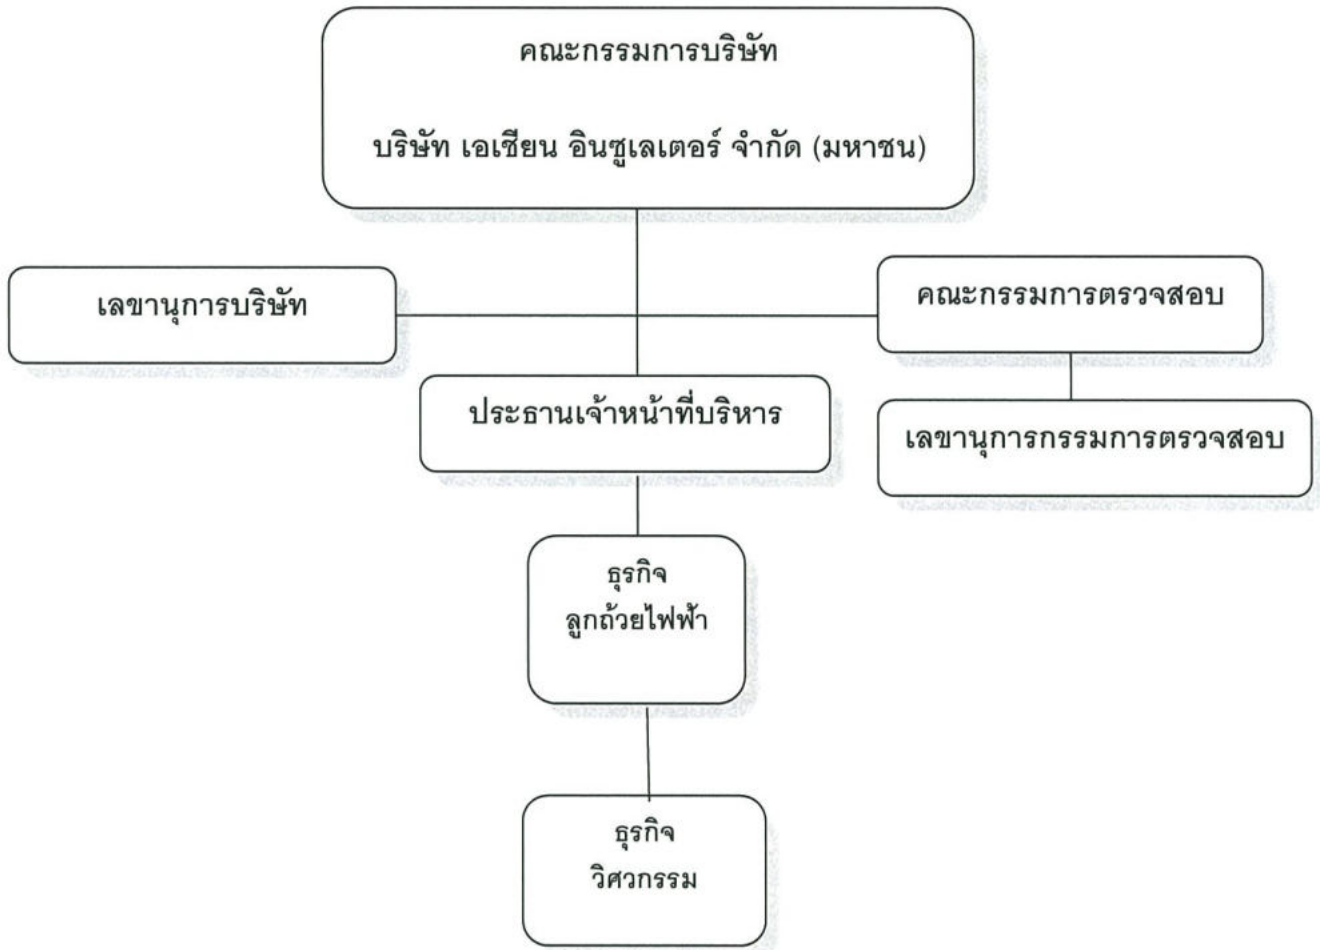 คณะกรรมการบริษัท
บริษัท เอเชียน อินซูเลเตอร์ จำกัด (มหาชน)
เลขานุการบริษัท
คณะกรรมการตรวจสอบ
ประธานเจ้าหน้าที่บริหาร
เลขานุการกรรมการตรวจสอบ
ธุรกิจ
ลูกถ้วยไฟฟ้า
ธุรกิจ
วิศวกรรม